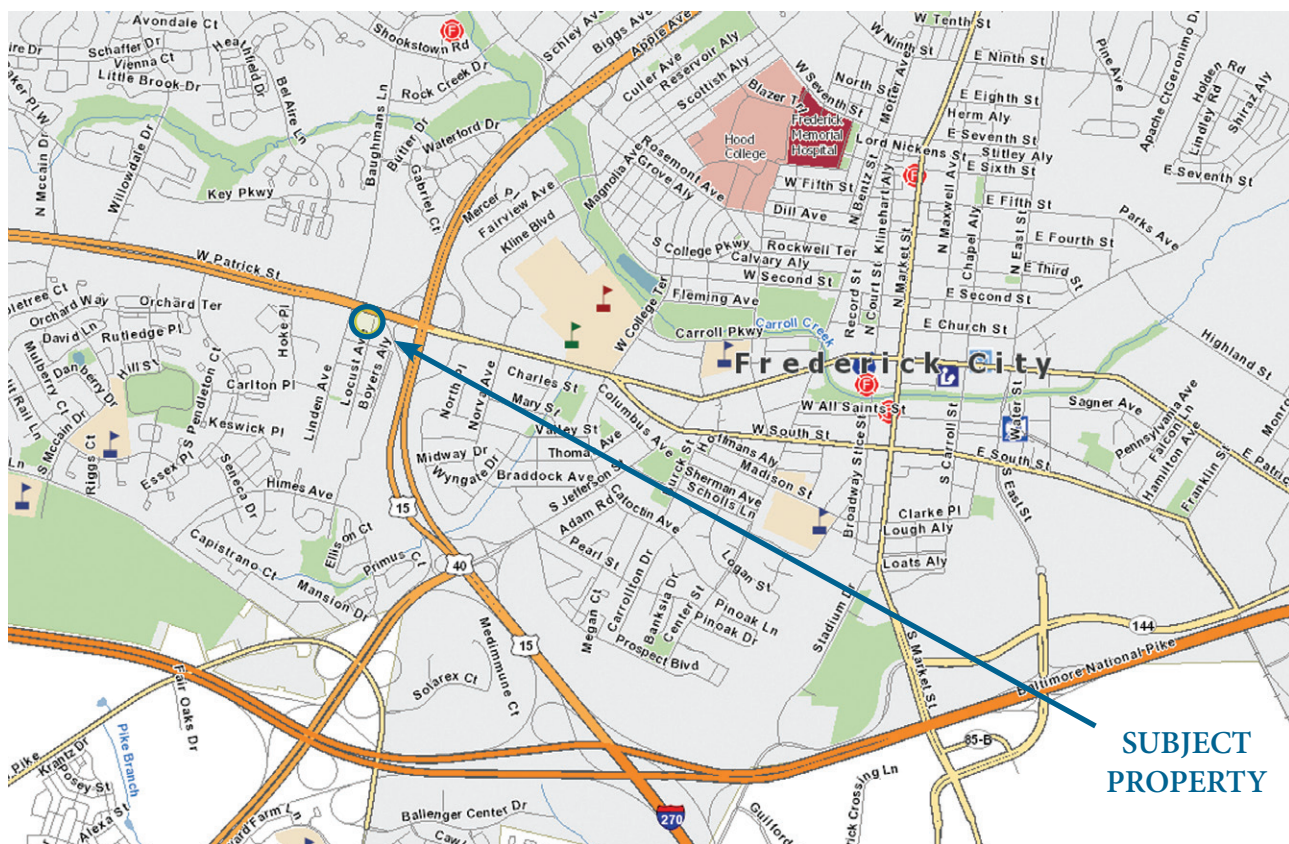 Avondale Ct
Schaffer Dr
Vienna Ct
Little Brook Dr
Heathfield Dr
Bel Aire Ln
Baughmans Ln
Shookstown Rd
Rock Creek Dr
Schley Ave
Biggs Ave
Apple Ave
Culler Ave
Reservoir Aly
Scottish Aly
Blazer Trl
W Seventh St
W Tenth St
W Ninth St
North St
Motter Ave
E Ninth St
Pine Ave
Apache Ct
Geronimo Dr
Holden Rd
Lindley Rd
Shiraz Aly
E Eighth St
Herm Aly
E Seventh St
Stitley Aly
E Sixth St
E Seventh St
Frederick
Memorial
Hospital
Hood
College
Lord Nickens St
W Fifth St
Dill Ave
N Bentz St
Klinehart Aly
N Market St
N Maxwell Ave
Chapel Aly
N East St
E Fifth St
E Fourth St
E Third St
Parks Ave
N Mccain Dr
Willowdale Dr
Key Pkwy
Butler Dr
Waterford Dr
Gabriel Ct
Mercer Pl
Fairview Ave
Kline Blvd
Magnolia Ave
Grove Aly
Rosemont Ave
S College Pkwy
Rockwell Ter
Calvary Aly
W Second St
Fleming Ave
W College Ter
Carroll Pkwy
Carroll Creek
Record St
N Court St
E Second St
E Church St
Highland St
W Patrick St
Orchard Way
Orchard Ter
David Ln
Rutledge Pl
Mulberry Ct
Danberry Dr
Hill St
S Pendleton Ct
Hoke Pl
Carlton Pl
Linden Ave
Locust Ave
Boyers Aly
Keswick Pl
S Mccain Dr
Riggs Ct
Essex Pl
Seneca Dr
Himes Ave
Ellison Ct
Primus Ct
Capistrano Ct
Mansion Dr
North Pl
Norva Ave
Charles St
Mary St
Valley St
Columbus Ave
Midway Dr
Wyngate Dr
Braddock Ave
S Jefferson St
Adam Rd
Catoctin Ave
Burck St
Hoffmans Aly
Madison St
Sherman Ave
Scholls Ln
Frederick City
W All Saints St
W South St
Broadway St
S Carroll St
Water St
E South St
S East St
Sagner Ave
Pennsylvania Ave
Falcon Ln
Hamilton Ave
Franklin St
Clarke Pl
Lough Aly
Loats Aly
Pearl St
Carrollton Dr
Banksia Dr
Center St
Logan St
Pinoak Ln
Pinoak Dr
Megan Ct
Prospect Blvd
Stadium Dr
S Market St
15
40
15
Medimmune Ct
Solarex Ct
144
Baltimore National Pike
85-B
270
Fair Oaks Dr
Pike Branch
Krantz Dr
Posey St
Alexa St
Ballenger Center Dr
SUBJECT
PROPERTY